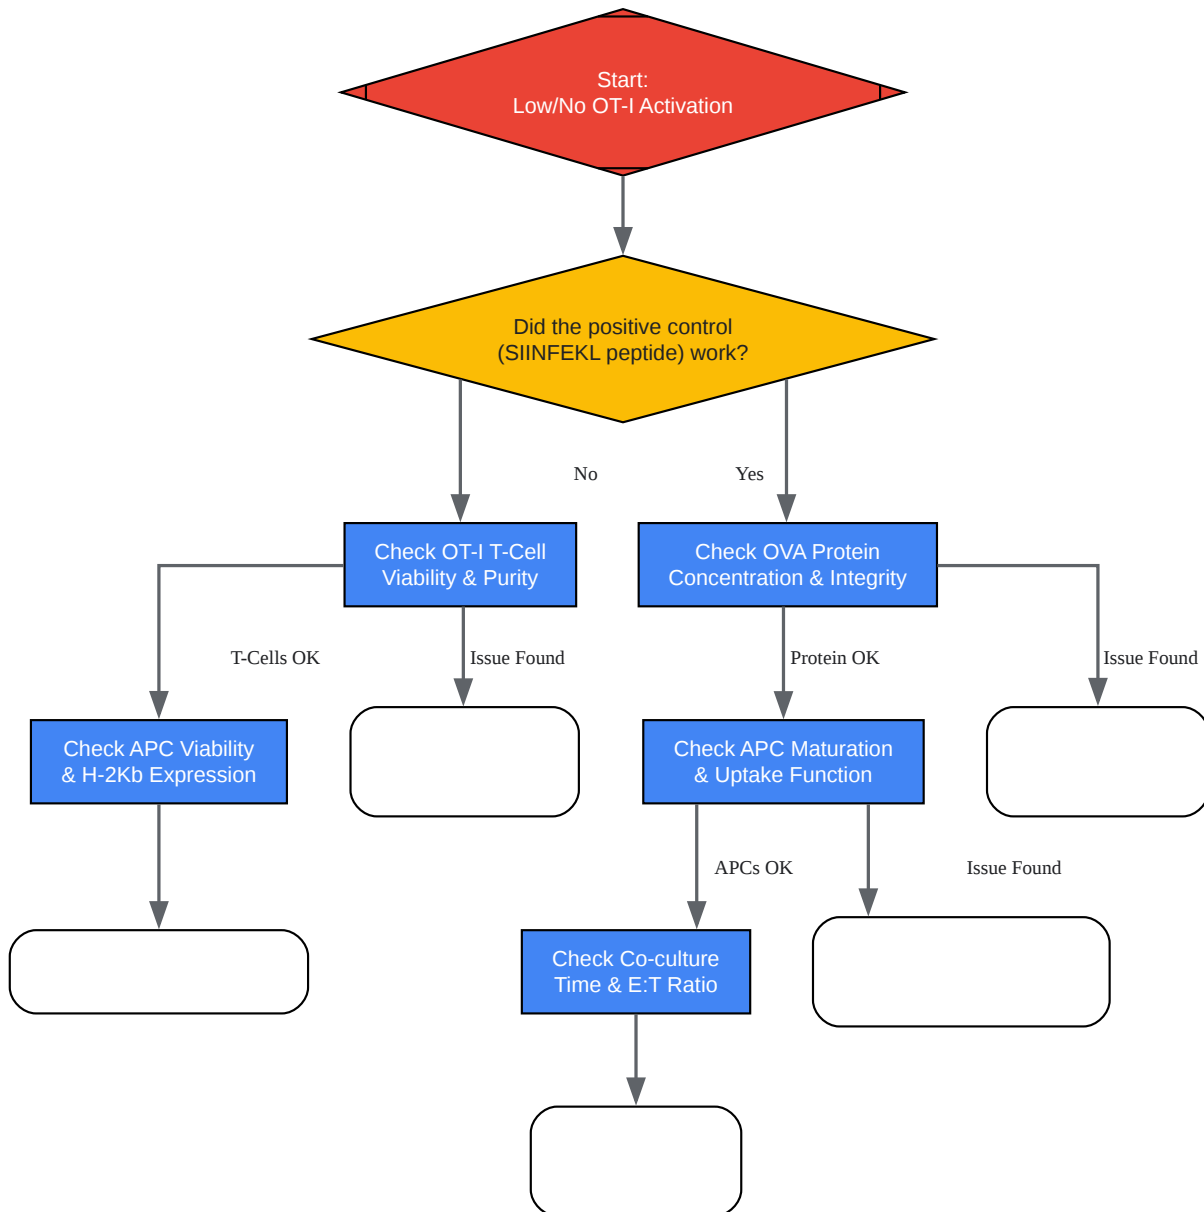 Start:
Low/No OT-I Activation
Did the positive control
(SIINFEKL peptide) work?
No
Yes
Check OT-I T-Cell
Viability & Purity
Check OVA Protein
Concentration & Integrity
T-Cells OK
Issue Found
Protein OK
Issue Found
Check APC Viability
& H-2Kb Expression
Check APC Maturation
& Uptake Function
APCs OK
Issue Found
Check Co-culture
Time & E:T Ratio